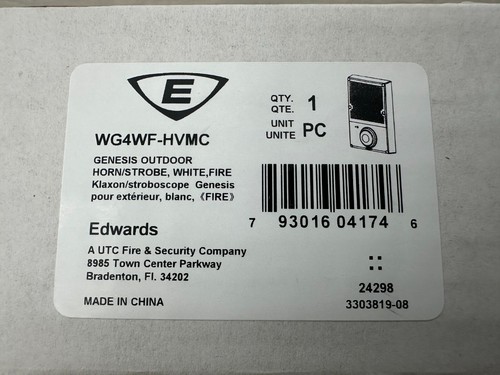 E
QTY. 1
QTE.
UNIT PC
UNITE
WG4WF-HVMC
GENESIS OUTDOOR
HORN/STROBE, WHITE,FIRE
Klaxon/stroboscope Genesis
pour extérieur, blanc,《FIRE》
7 93016 04174 6
Edwards
A UTC Fire & Security Company
8985 Town Center Parkway
Bradenton, Fl. 34202
MADE IN CHINA
24298
3303819-08